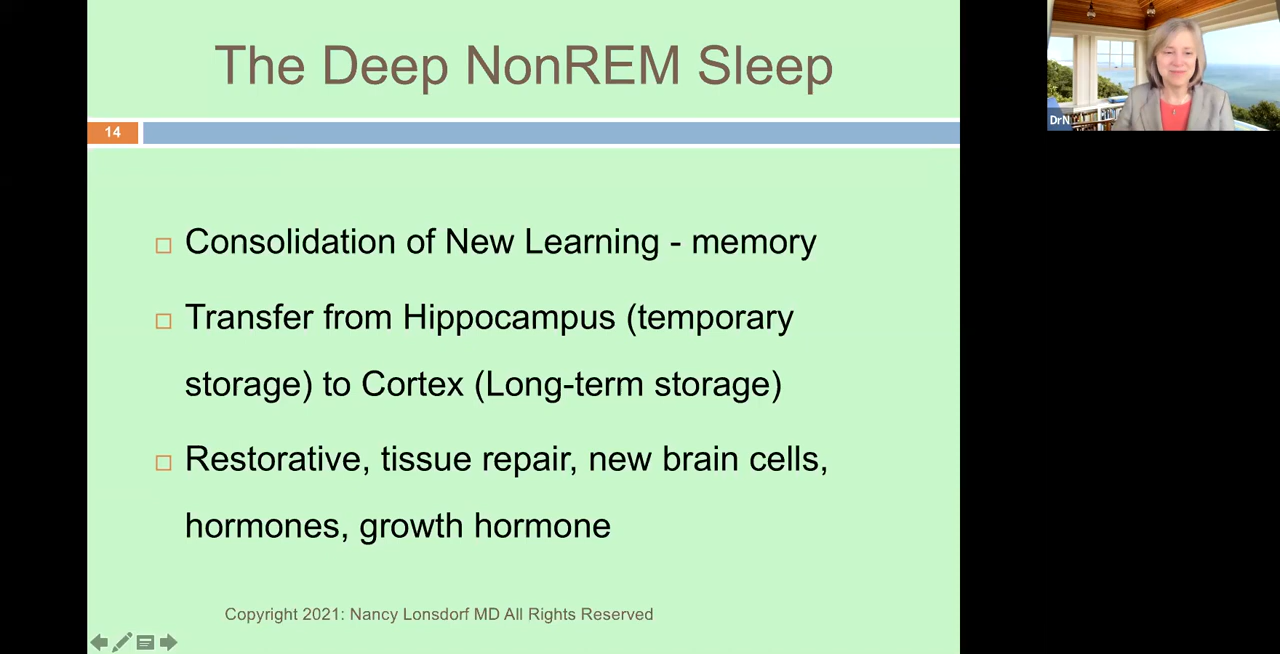 The Deep NonREM Sleep
14
DrN
Consolidation of New Learning - memory
Transfer from Hippocampus (temporary
storage) to Cortex (Long-term storage)
Restorative, tissue repair, new brain cells,
hormones, growth hormone
Copyright 2021: Nancy Lonsdorf MD All Rights Reserved